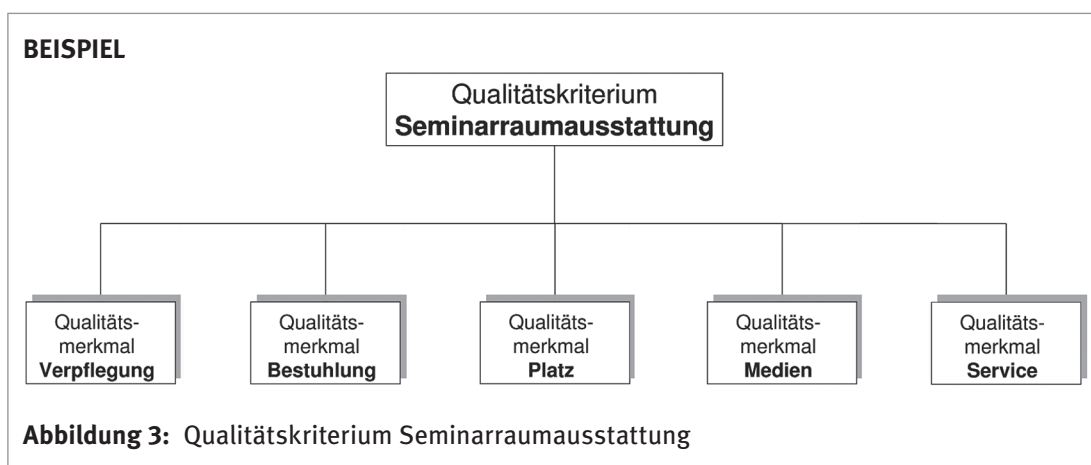 BEISPIEL
Qualitätskriterium
Seminarraumausstattung
Qualitäts-
merkmal
Verpflegung
Qualitäts-
merkmal
Bestuhlung
Qualitäts-
merkmal
Platz
Qualitäts-
merkmal
Medien
Qualitäts-
merkmal
Service
Abbildung 3: Qualitätskriterium Seminarraumausstattung